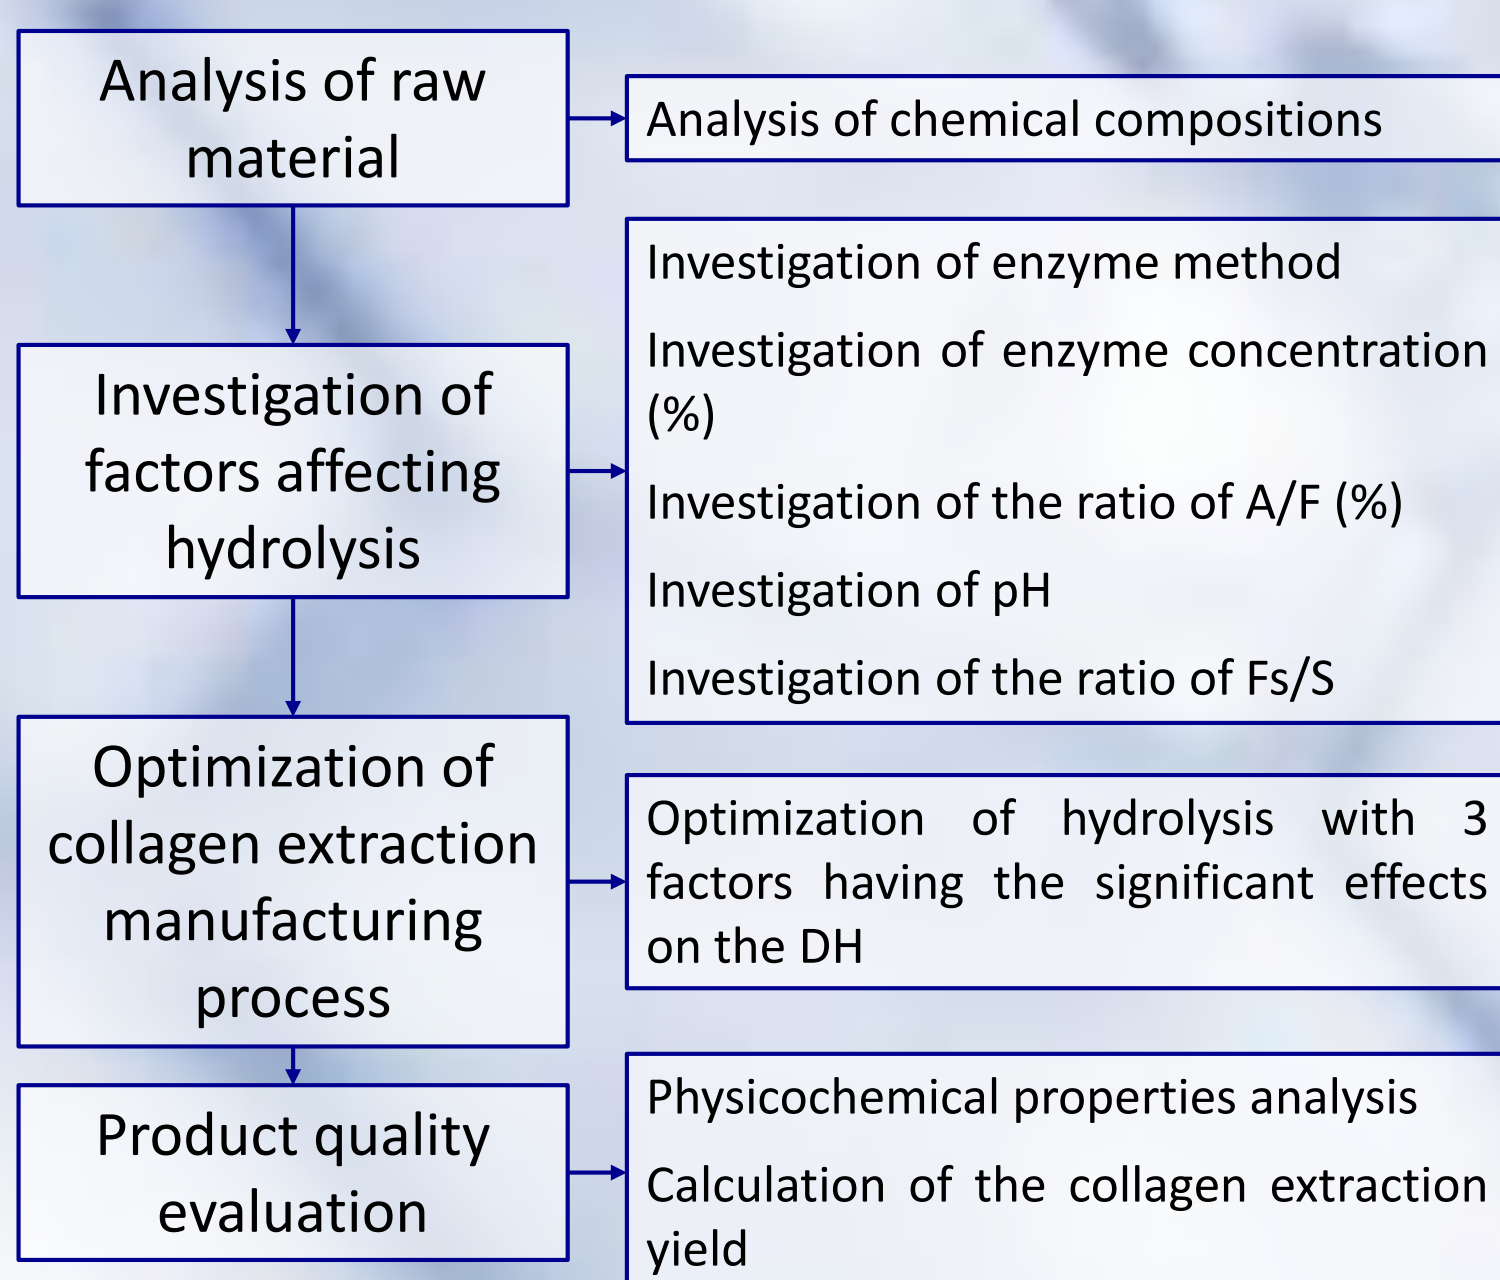 Analysis of raw
material
Analysis of chemical compositions
Investigation of
factors affecting
hydrolysis
Investigation of enzyme method
Investigation of enzyme concentration
(%)
Investigation of the ratio of A/F (%)
Investigation of pH
Investigation of the ratio of Fs/S
Optimization of
collagen extraction
manufacturing
process
Optimization of hydrolysis with 3
factors having the significant effects
on the DH
Product quality
evaluation
Physicochemical properties analysis
Calculation of the collagen extraction
yield